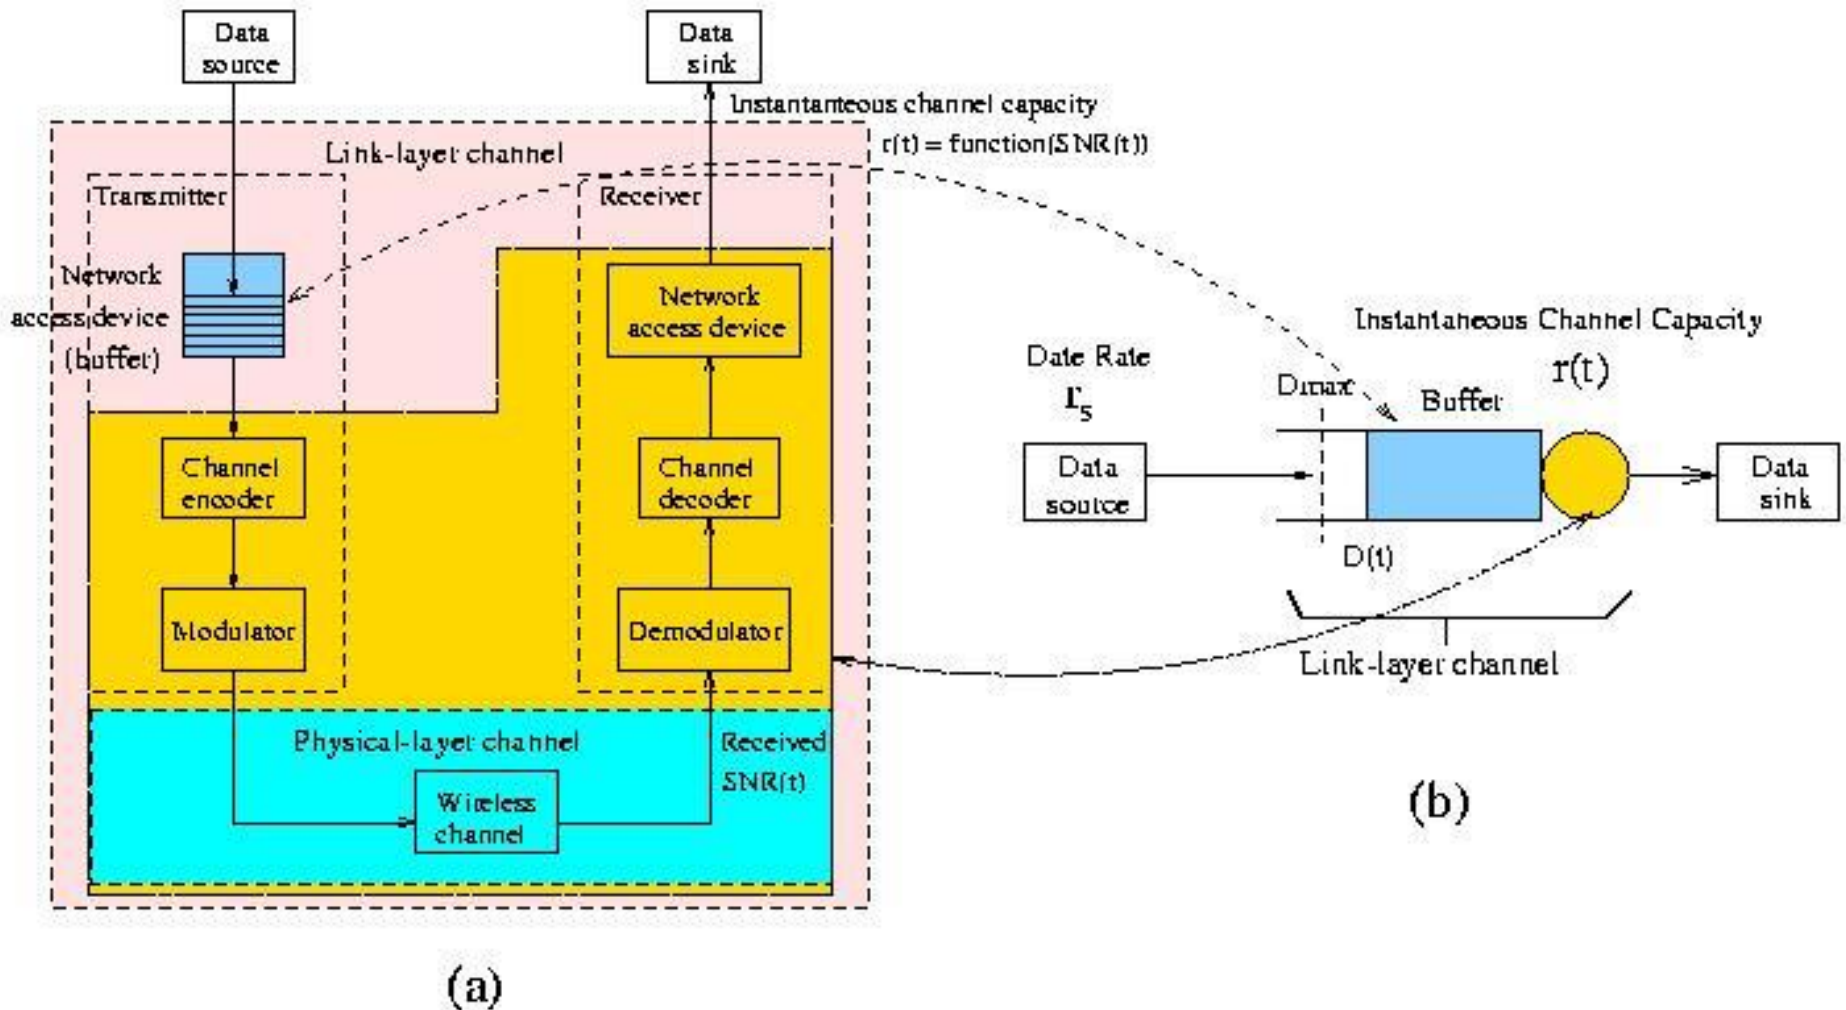 Data
source
Data
sink
Instantaneous channel capacity
r(t) = function(SNR(t))
Link-layer channel
Transmitter
Receiver
Network
access device
(buffer)
Network
access device
Channel
encoder
Channel
decoder
Modulator
Demodulator
Physical-layer channel
Received
SNR(t)
Wireless
channel
(a)
Instantaneous Channel Capacity
r(t)
Date Rate
rs
Dmax
Buffer
Data
source
Data
sink
D(t)
Link-layer channel
(b)